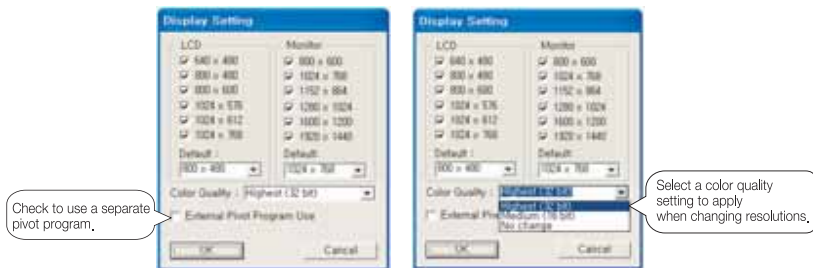 Display Setting
LCD
Monitor
640 x 480
800 x 600
800 x 480
1024 x 768
800 x 600
1152 x 864
1024 x 576
1280 x 1024
1024 x 612
1600 x 1200
1024 x 768
1920 x 1440
Default :
Default:
800 x 480
1024 x 768
Color Quality : Highest (32 bit)
External Pivot Program Use
OK
Cancel
Check to use a separate
pivot program.
Display Setting
LCD
Monitor
640 x 480
800 x 600
800 x 480
1024 x 768
800 x 600
1152 x 864
1024 x 576
1280 x 1024
1024 x 612
1600 x 1200
1024 x 768
1920 x 1440
Default :
Default:
800 x 480
1024 x 768
Color Quality : Highest (32 bit)
Highest (32 bit)
External
Medium (16 bit)
No change
OK
Cancel
Select a color quality
setting to apply
when changing resolutions.